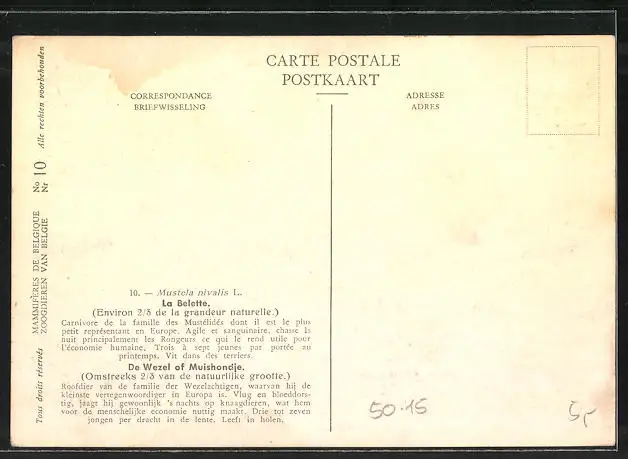 CARTE POSTALE
POSTKAART
CORRESPONDANCE
BRIEFWISSELING
ADRESSE
ADRES
Tous droits réservés MAMMIFÈRES DE BELGIQUE No 10 Alle rechten voorbehouden
ZOOGDIEREN VAN BELGIE Nr
10. — Mustela nivalis L.
La Belette.
(Environ 2/3 de la grandeur naturelle.)
Carnivore de la famille des Mustélidés dont il est le plus
petit représentant en Europe. Agile et sanguinaire, chasse la
nuit principalement les Rongeurs ce qui le rend utile pour
l'économie humaine. Trois à sept jeunes par portée au
printemps. Vit dans des terriers.
De Wezel of Muishondje.
(Omstreeks 2/3 van de natuurlijke grootte.)
Roofdier van de familie der Wezelachtigen, waarvan hij de
kleinste vertegenwoordiger in Europa is. Vlug en bloeddors-
tig, jaagt hij gewoonlijk 's nachts op knaagdieren, wat hem
voor de menschelijke economie nuttig maakt. Drie tot zeven
jongen per dracht in de lente. Leeft in holen.
50-15